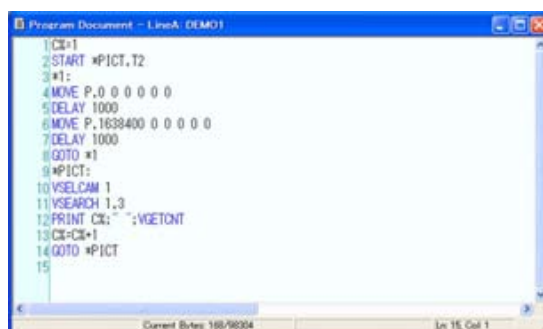 Program Document - LineA: DEMO1
1 C%=1
2 START *PICT,T2
3 *1:
4 MOVE P,0 0 0 0 0 0
5 DELAY 1000
6 MOVE P,1638400 0 0 0 0 0
7 DELAY 1000
8 GOTO *1
9 *PICT:
10 VSELCAM 1
11 VSEARCH 1,3
12 PRINT C%;" ";VGETCNT
13 C%=C%+1
14 GOTO *PICT
15
Current Bytes: 168/98304 Ln 15, Col 1